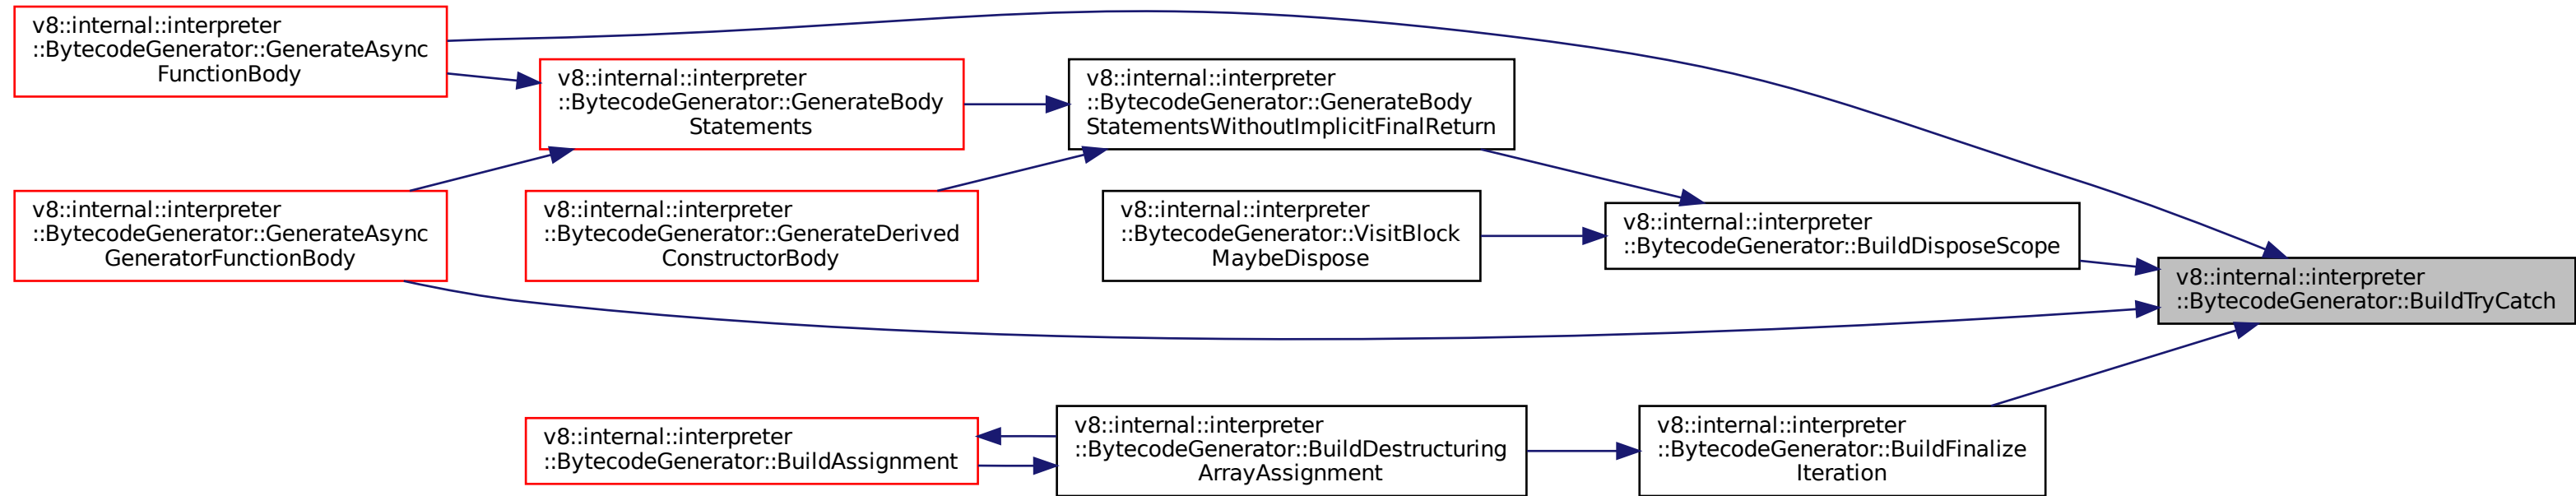 v8::internal::interpreter
::BytecodeGenerator::GenerateAsync
FunctionBody
v8::internal::interpreter
::BytecodeGenerator::GenerateBody
Statements
v8::internal::interpreter
::BytecodeGenerator::GenerateBody
StatementsWithoutImplicitFinalReturn
v8::internal::interpreter
::BytecodeGenerator::GenerateAsync
GeneratorFunctionBody
v8::internal::interpreter
::BytecodeGenerator::GenerateDerived
ConstructorBody
v8::internal::interpreter
::BytecodeGenerator::VisitBlock
MaybeDispose
v8::internal::interpreter
::BytecodeGenerator::BuildDisposeScope
v8::internal::interpreter
::BytecodeGenerator::BuildTryCatch
v8::internal::interpreter
::BytecodeGenerator::BuildAssignment
v8::internal::interpreter
::BytecodeGenerator::BuildDestructuring
ArrayAssignment
v8::internal::interpreter
::BytecodeGenerator::BuildFinalize
Iteration